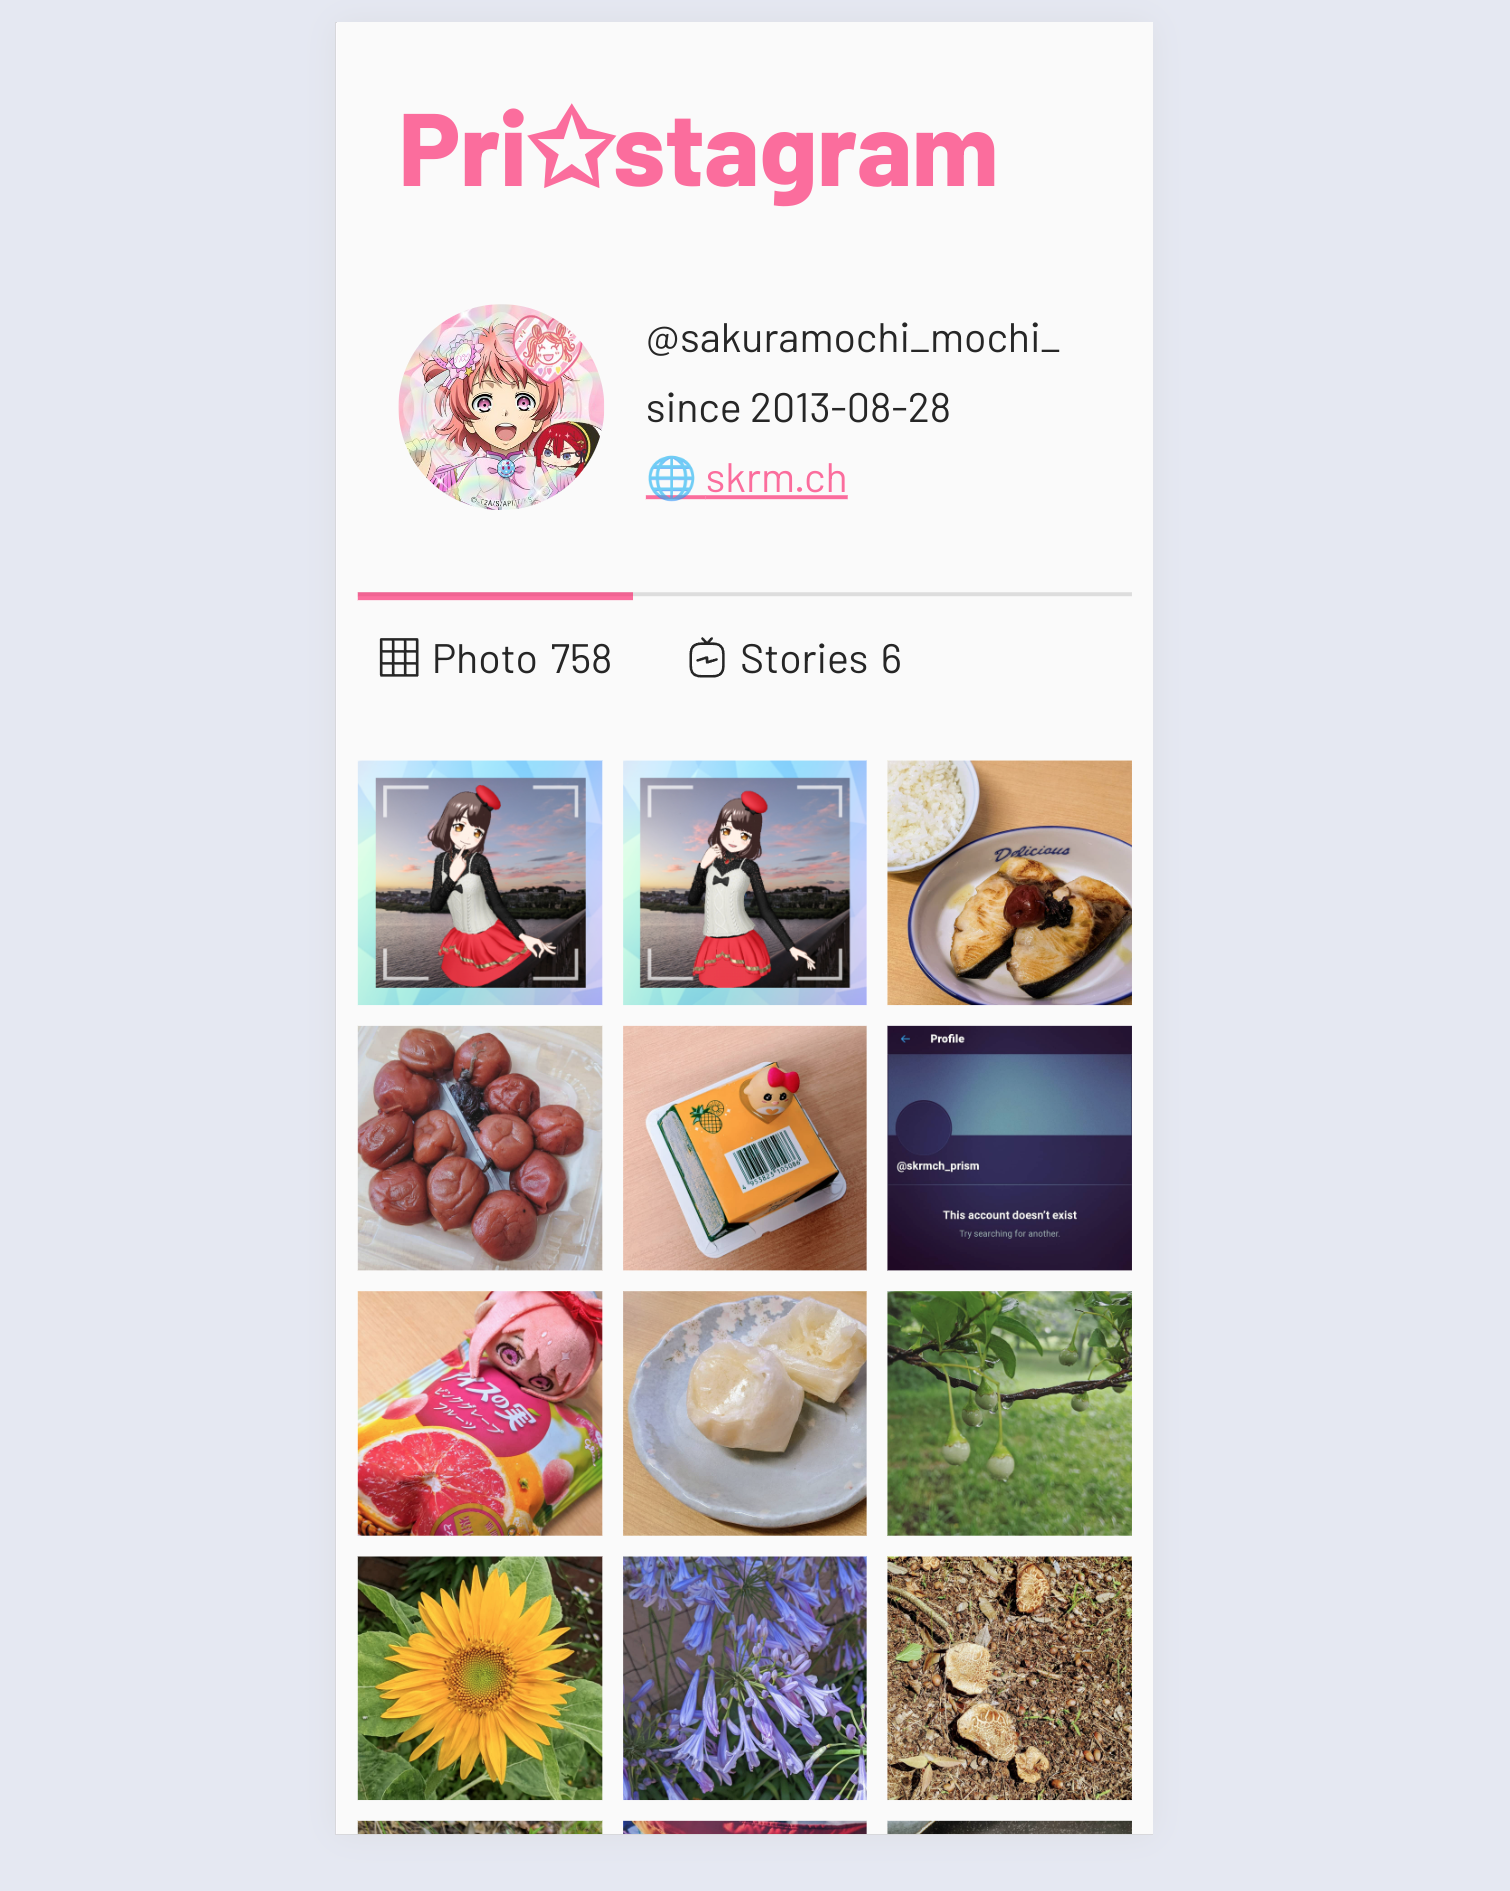 Pri☆stagram
@sakuramochi_mochi_
since 2013-08-28
🌐 skrm.ch
Photo 758
Stories 6
Delicious
← Profile
@skrmch_prism
This account doesn't exist
Try searching for another.
アイスの実
ピンクグレープ
フルーツ